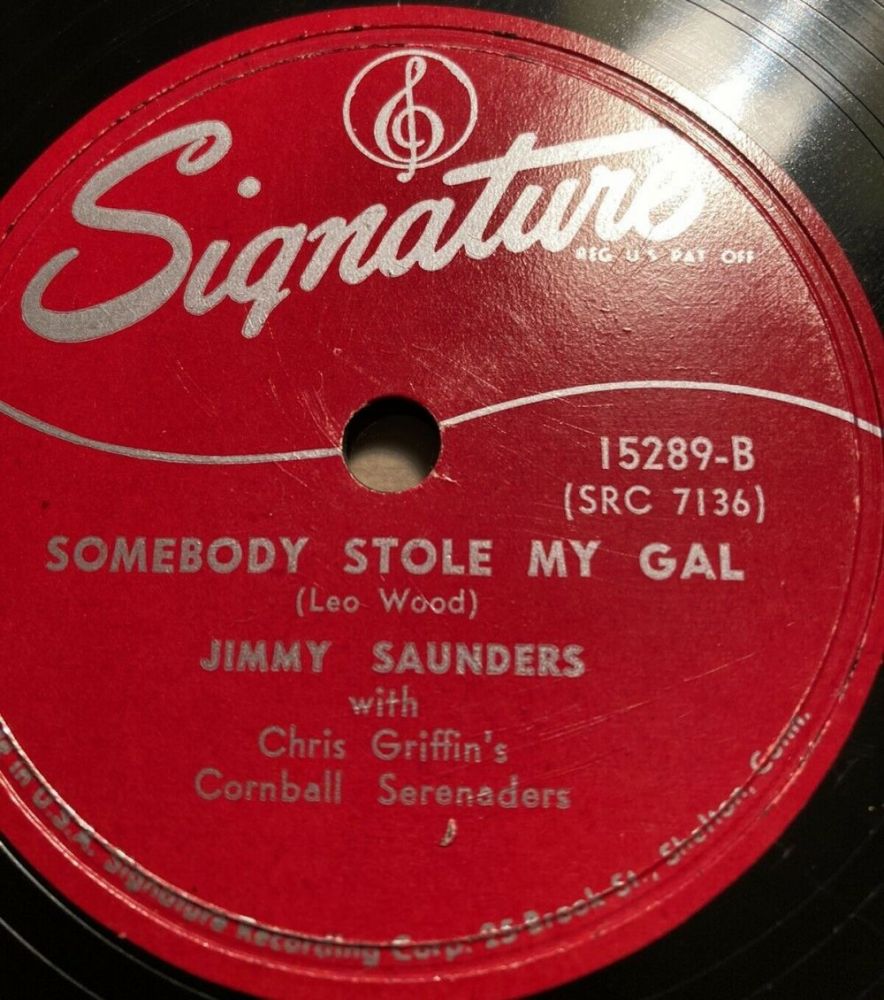 Signature
REG U S PAT OFF
15289-B
(SRC 7136)
SOMEBODY STOLE MY GAL
(Leo Wood)
JIMMY SAUNDERS
with
Chris Griffin's
Cornball Serenaders
in U.S.A. Signature Recording Corp. 25 Brook St., Shelton, Conn.